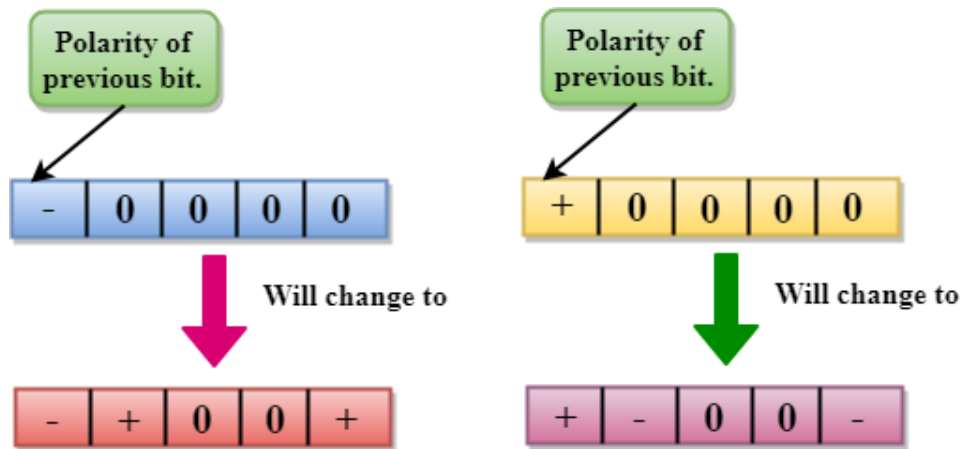 Polarity of
previous bit.
- 0 0 0 0
Will change to
- + 0 0 +
Polarity of
previous bit.
+ 0 0 0 0
Will change to
+ - 0 0 -